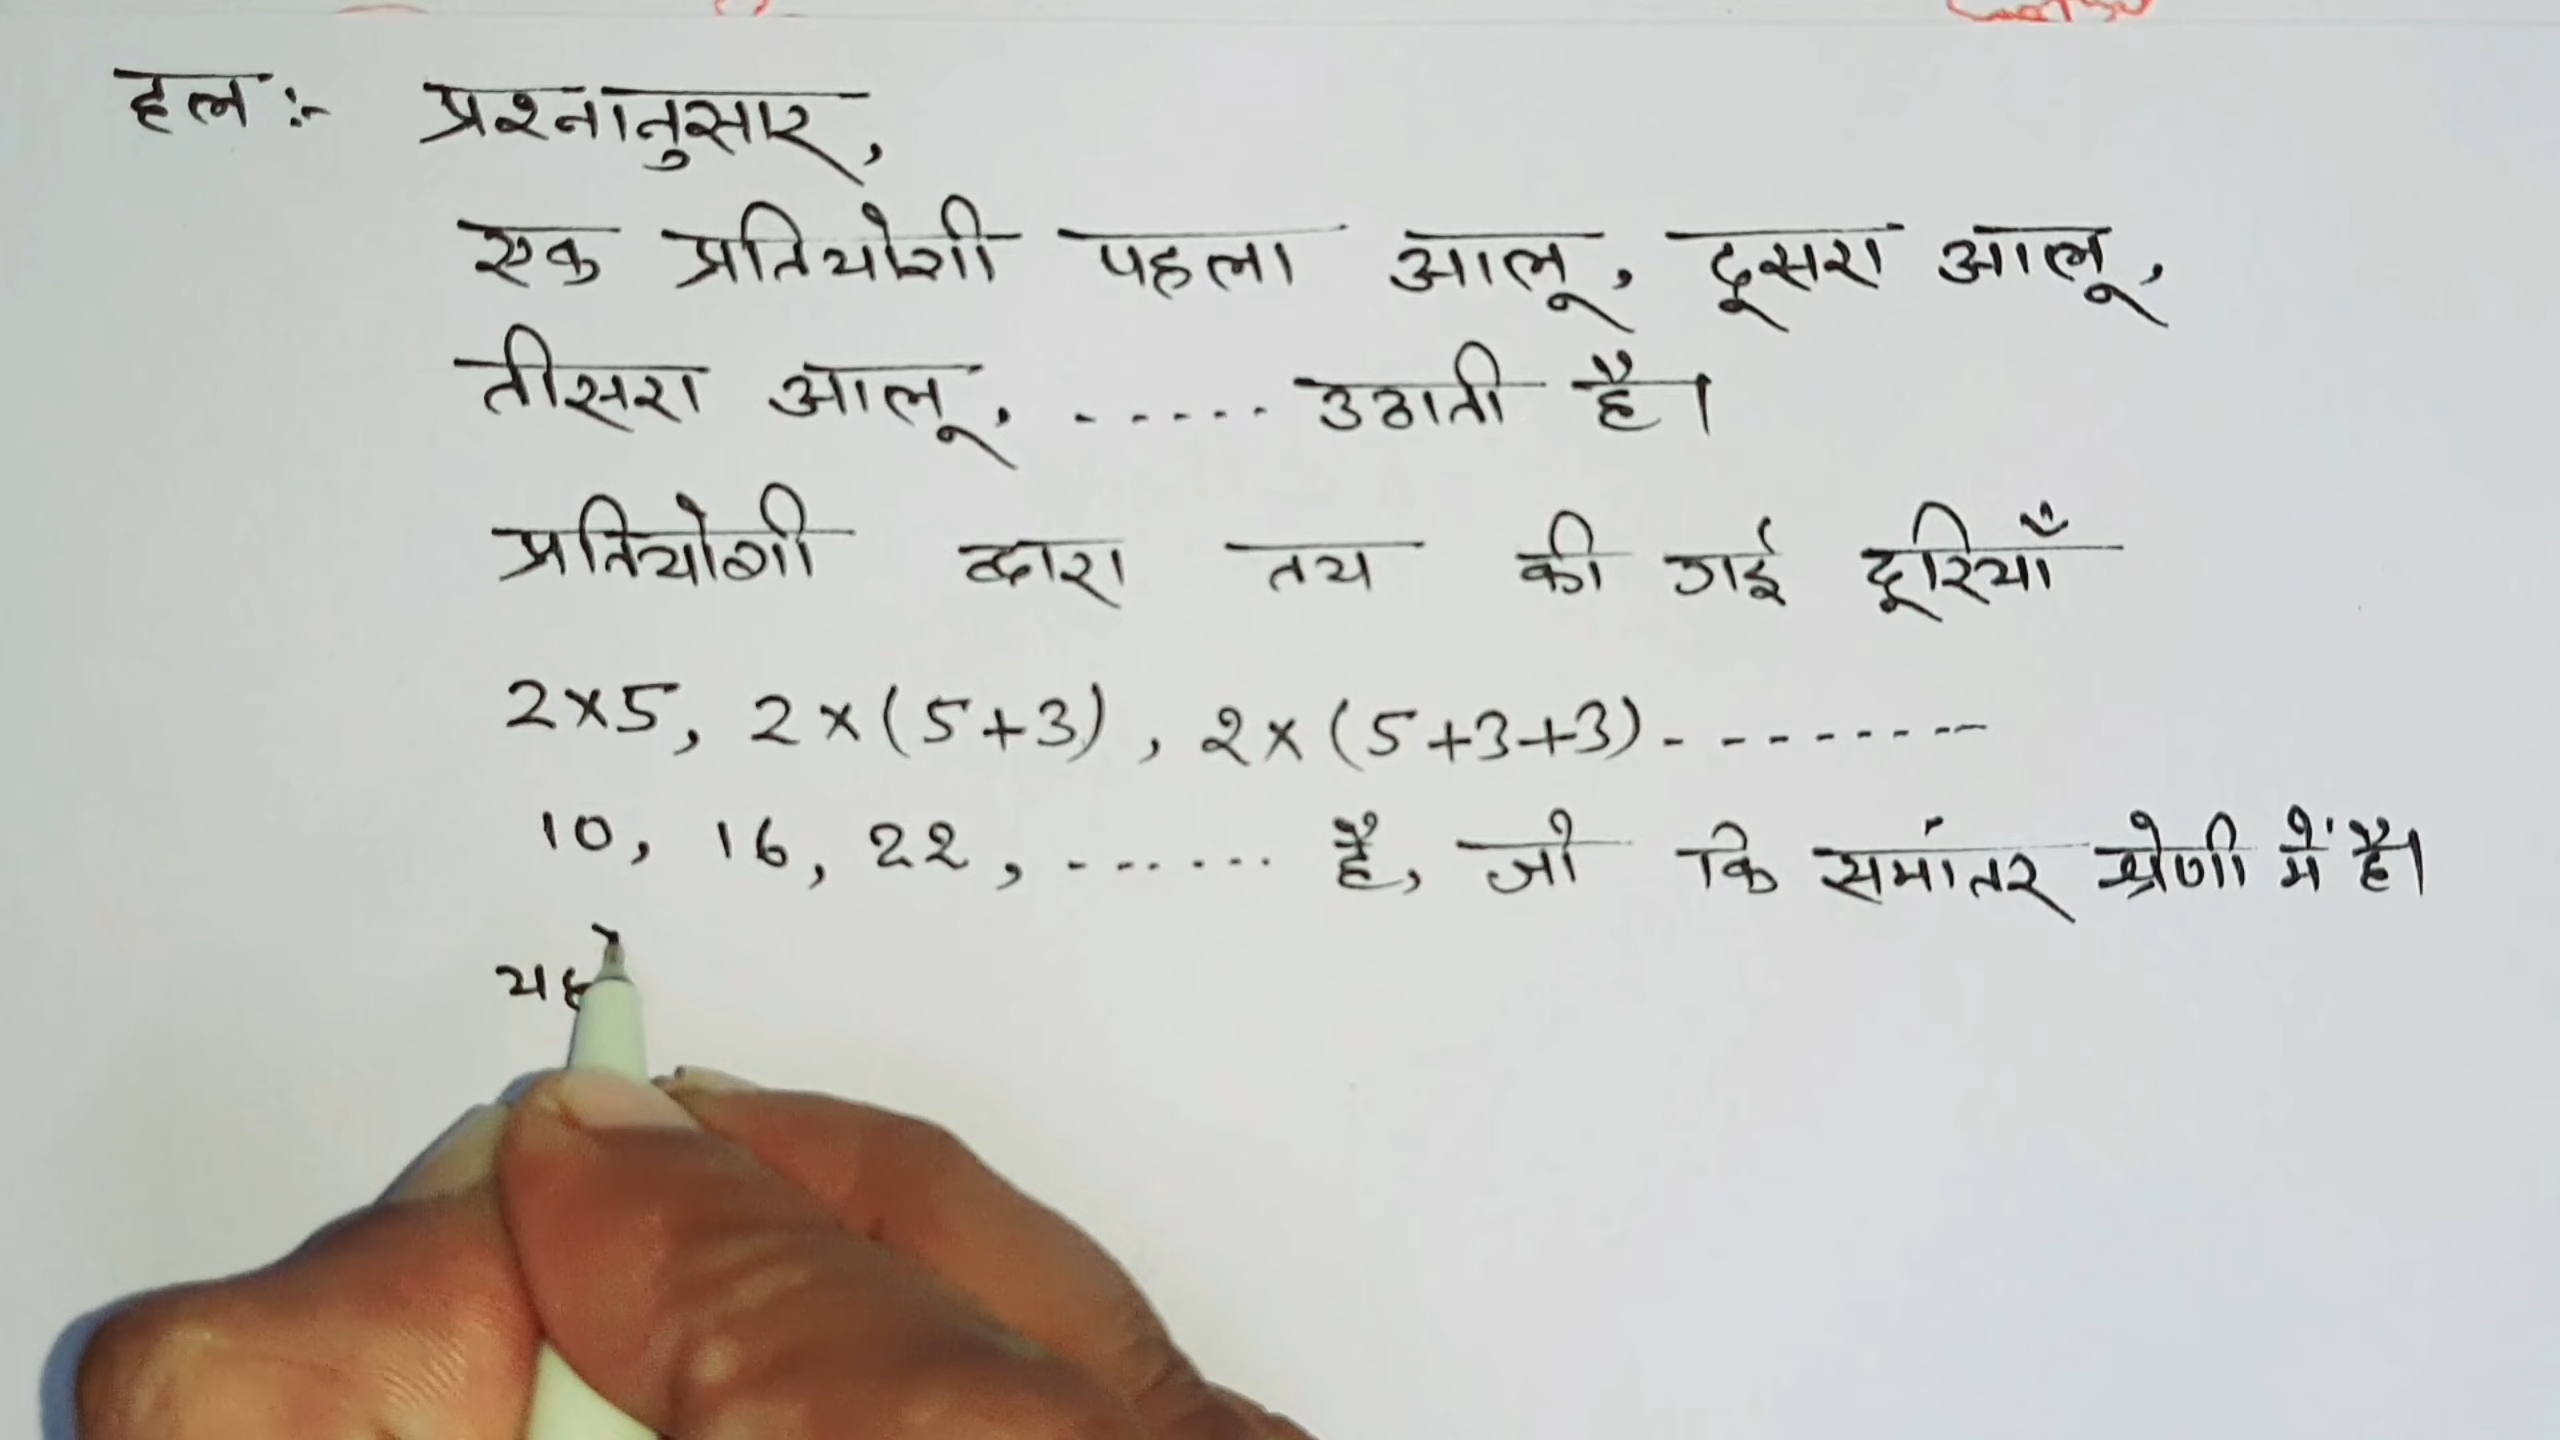 हल :- प्रश्नानुसार,
एक प्रतियोगी पहला आलू, दूसरा आलू,
तीसरा आलू, ...... उठाती है।
प्रतियोगी द्वारा तय की गई दूरियाँ
2×5, 2×(5+3), 2×(5+3+3)---------
10, 16, 22, ------- हैं, जो कि समांतर श्रेणी में है।
यह